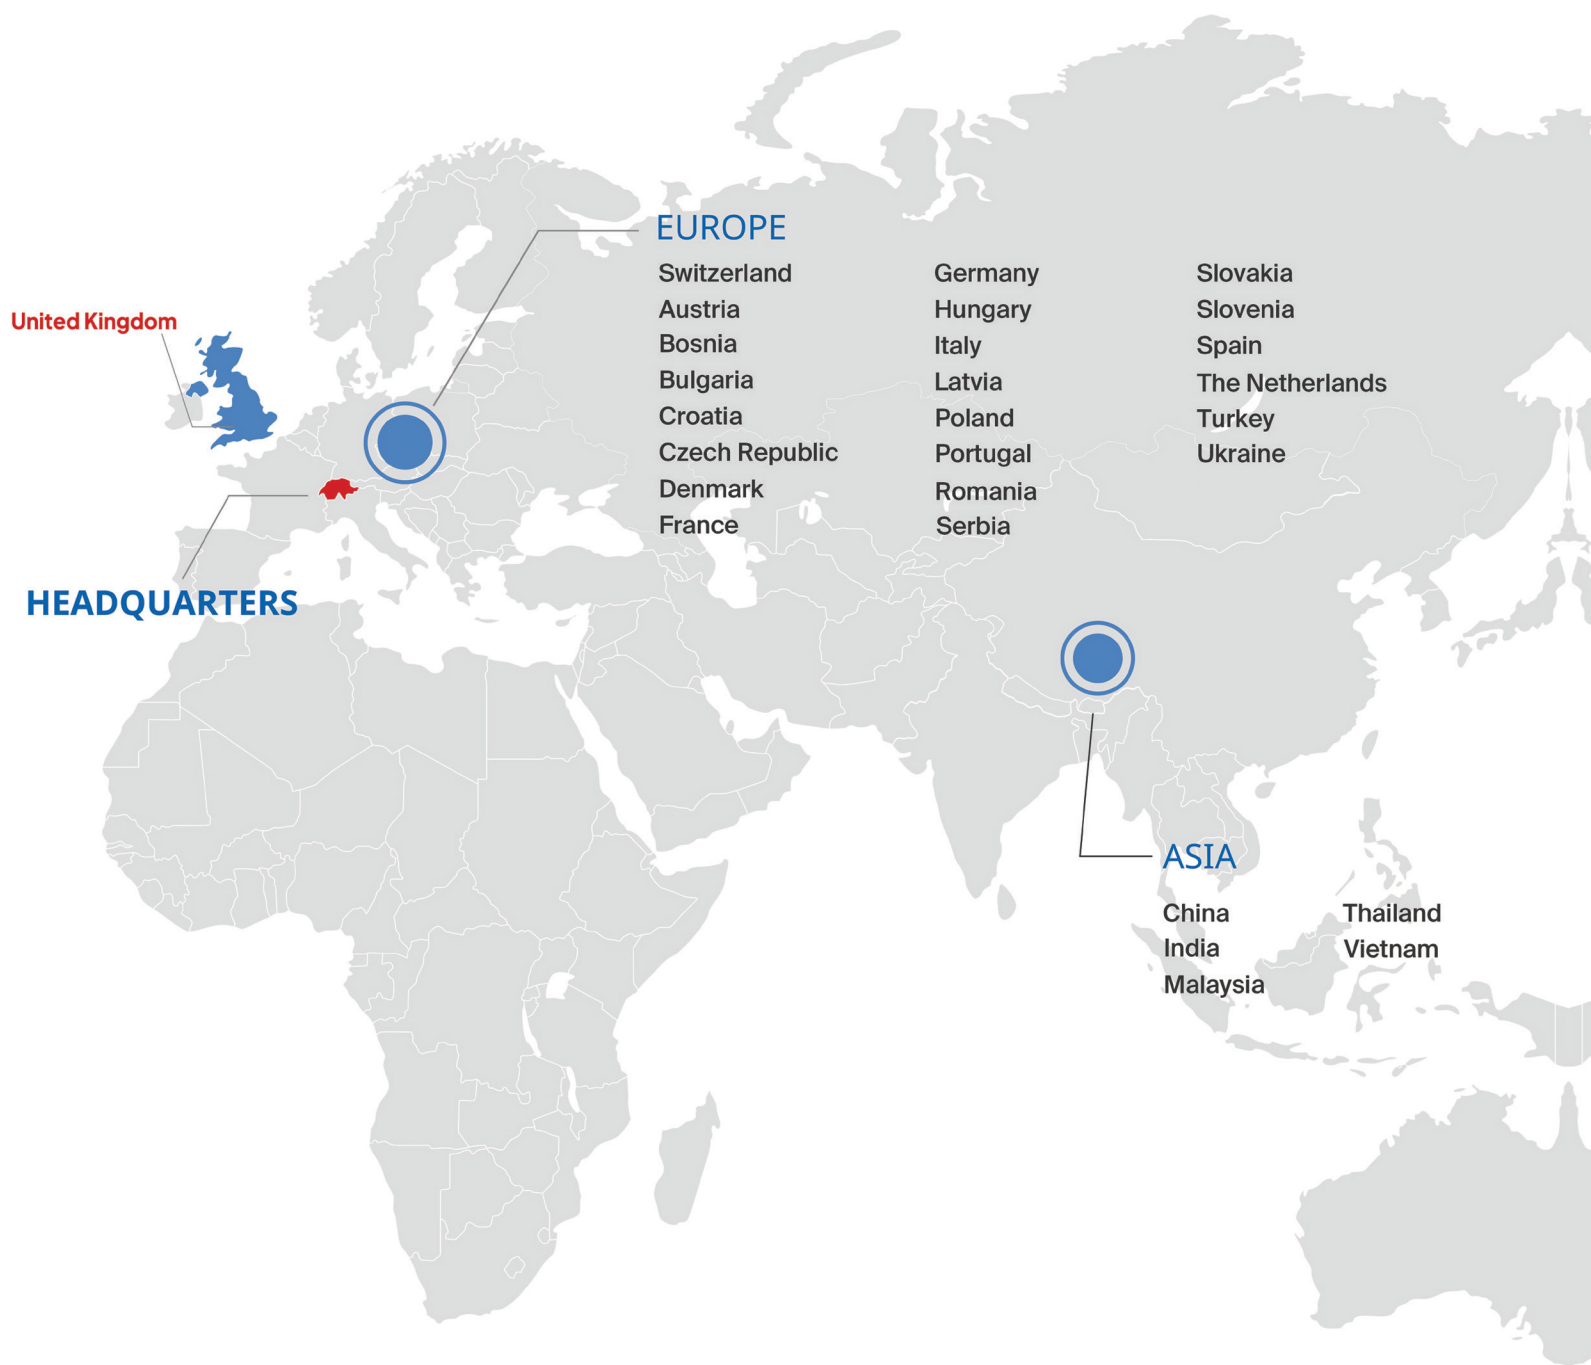 United Kingdom
HEADQUARTERS
EUROPE
Switzerland
Austria
Bosnia
Bulgaria
Croatia
Czech Republic
Denmark
France
Germany
Hungary
Italy
Latvia
Poland
Portugal
Romania
Serbia
Slovakia
Slovenia
Spain
The Netherlands
Turkey
Ukraine
ASIA
China
India
Malaysia
Thailand
Vietnam